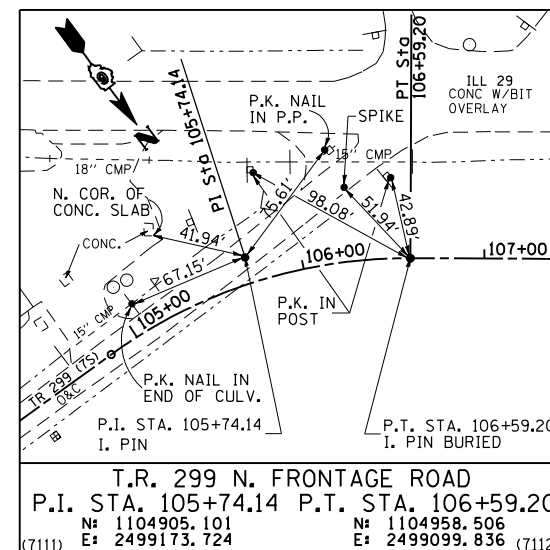 PT Sta
106+59.20
PI Sta 105+74.14
ILL 29
CONC W/BIT
OVERLAY
P.K. NAIL
IN P.P.
SPIKE
15" CMP
18" CMP
N
N. COR. OF
CONC. SLAB
75.61'
98.08'
51.94'
42.89'
CONC.
41.94'
67.15'
106+00
107+00
105+00
P.K. IN
POST
15" CMP
TR 299 (7S)
O&C
P.K. NAIL IN
END OF CULV.
P.I. STA. 105+74.14
I. PIN
P.T. STA. 106+59.20
I. PIN BURIED
T.R. 299 N. FRONTAGE ROAD
P.I. STA. 105+74.14 P.T. STA. 106+59.20
N: 1104905.101 N: 1104958.506
(7111) E: 2499173.724 E: 2499099.836 (7112